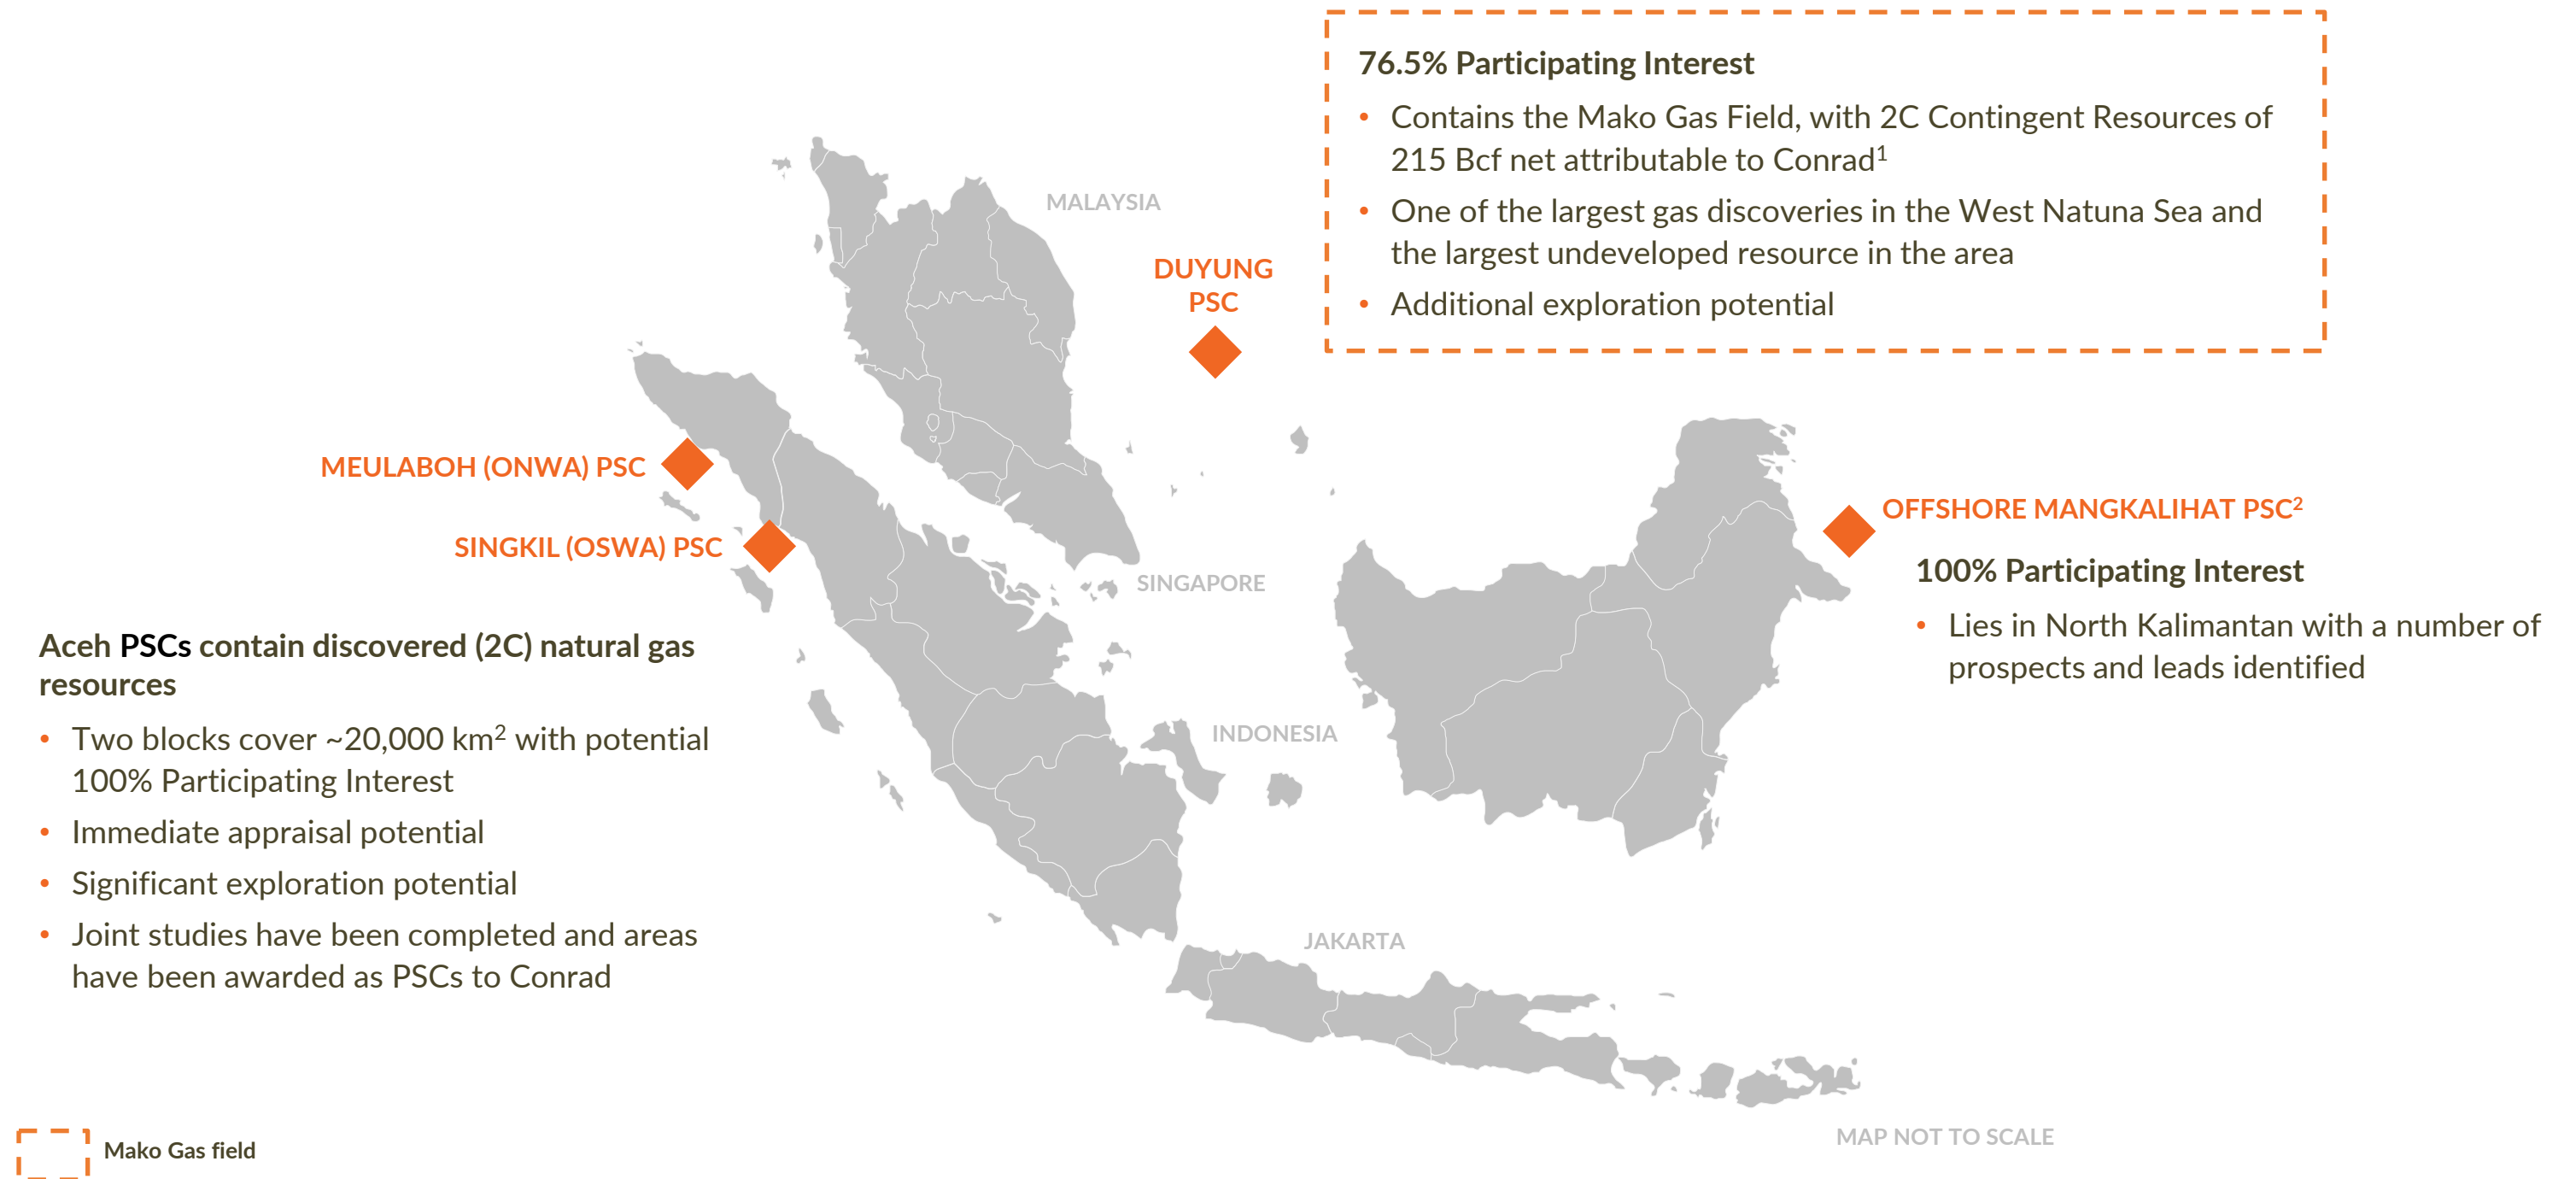 76.5% Participating Interest
• Contains the Mako Gas Field, with 2C Contingent Resources of
215 Bcf net attributable to Conrad¹
• One of the largest gas discoveries in the West Natuna Sea and
the largest undeveloped resource in the area
• Additional exploration potential
MALAYSIA
DUYUNG
PSC
MEULABOH (ONWA) PSC
SINGKIL (OSWA) PSC
OFFSHORE MANGKALIHAT PSC²
100% Participating Interest
• Lies in North Kalimantan with a number of
prospects and leads identified
SINGAPORE
Aceh PSCs contain discovered (2C) natural gas
resources
• Two blocks cover ~20,000 km² with potential
100% Participating Interest
• Immediate appraisal potential
• Significant exploration potential
• Joint studies have been completed and areas
have been awarded as PSCs to Conrad
INDONESIA
JAKARTA
MAP NOT TO SCALE
Mako Gas field